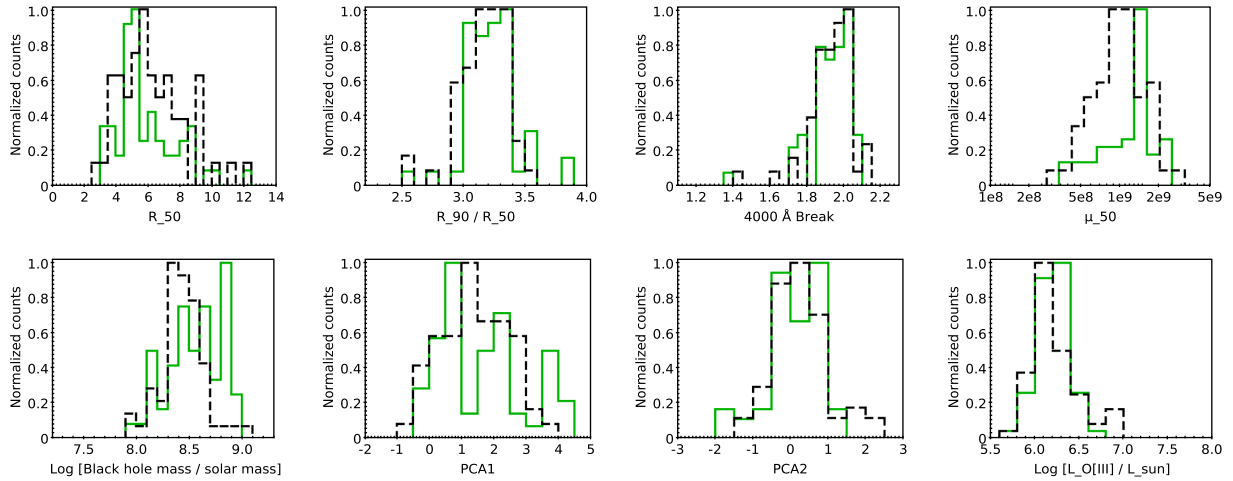 Normalized counts
1.0
0.8
0.6
0.4
0.2
0
0 2 4 6 8 10 12 14
R_50
Normalized counts
1.0
0.8
0.6
0.4
0.2
0
2.5 3.0 3.5 4.0
R_90 / R_50
Normalized counts
1.0
0.8
0.6
0.4
0.2
0
1.2 1.4 1.6 1.8 2.0 2.2
4000 Å Break
Normalized counts
1.0
0.8
0.6
0.4
0.2
0
1e8 2e8 5e8 1e9 2e9 5e9
μ_50
Normalized counts
1.0
0.8
0.6
0.4
0.2
0
7.5 8.0 8.5 9.0
Log [Black hole mass / solar mass]
Normalized counts
1.0
0.8
0.6
0.4
0.2
0
-2 -1 0 1 2 3 4 5
PCA1
Normalized counts
1.0
0.8
0.6
0.4
0.2
0
-3 -2 -1 0 1 2 3
PCA2
Normalized counts
1.0
0.8
0.6
0.4
0.2
0
5.5 6.0 6.5 7.0 7.5 8.0
Log [L_O[III] / L_sun]